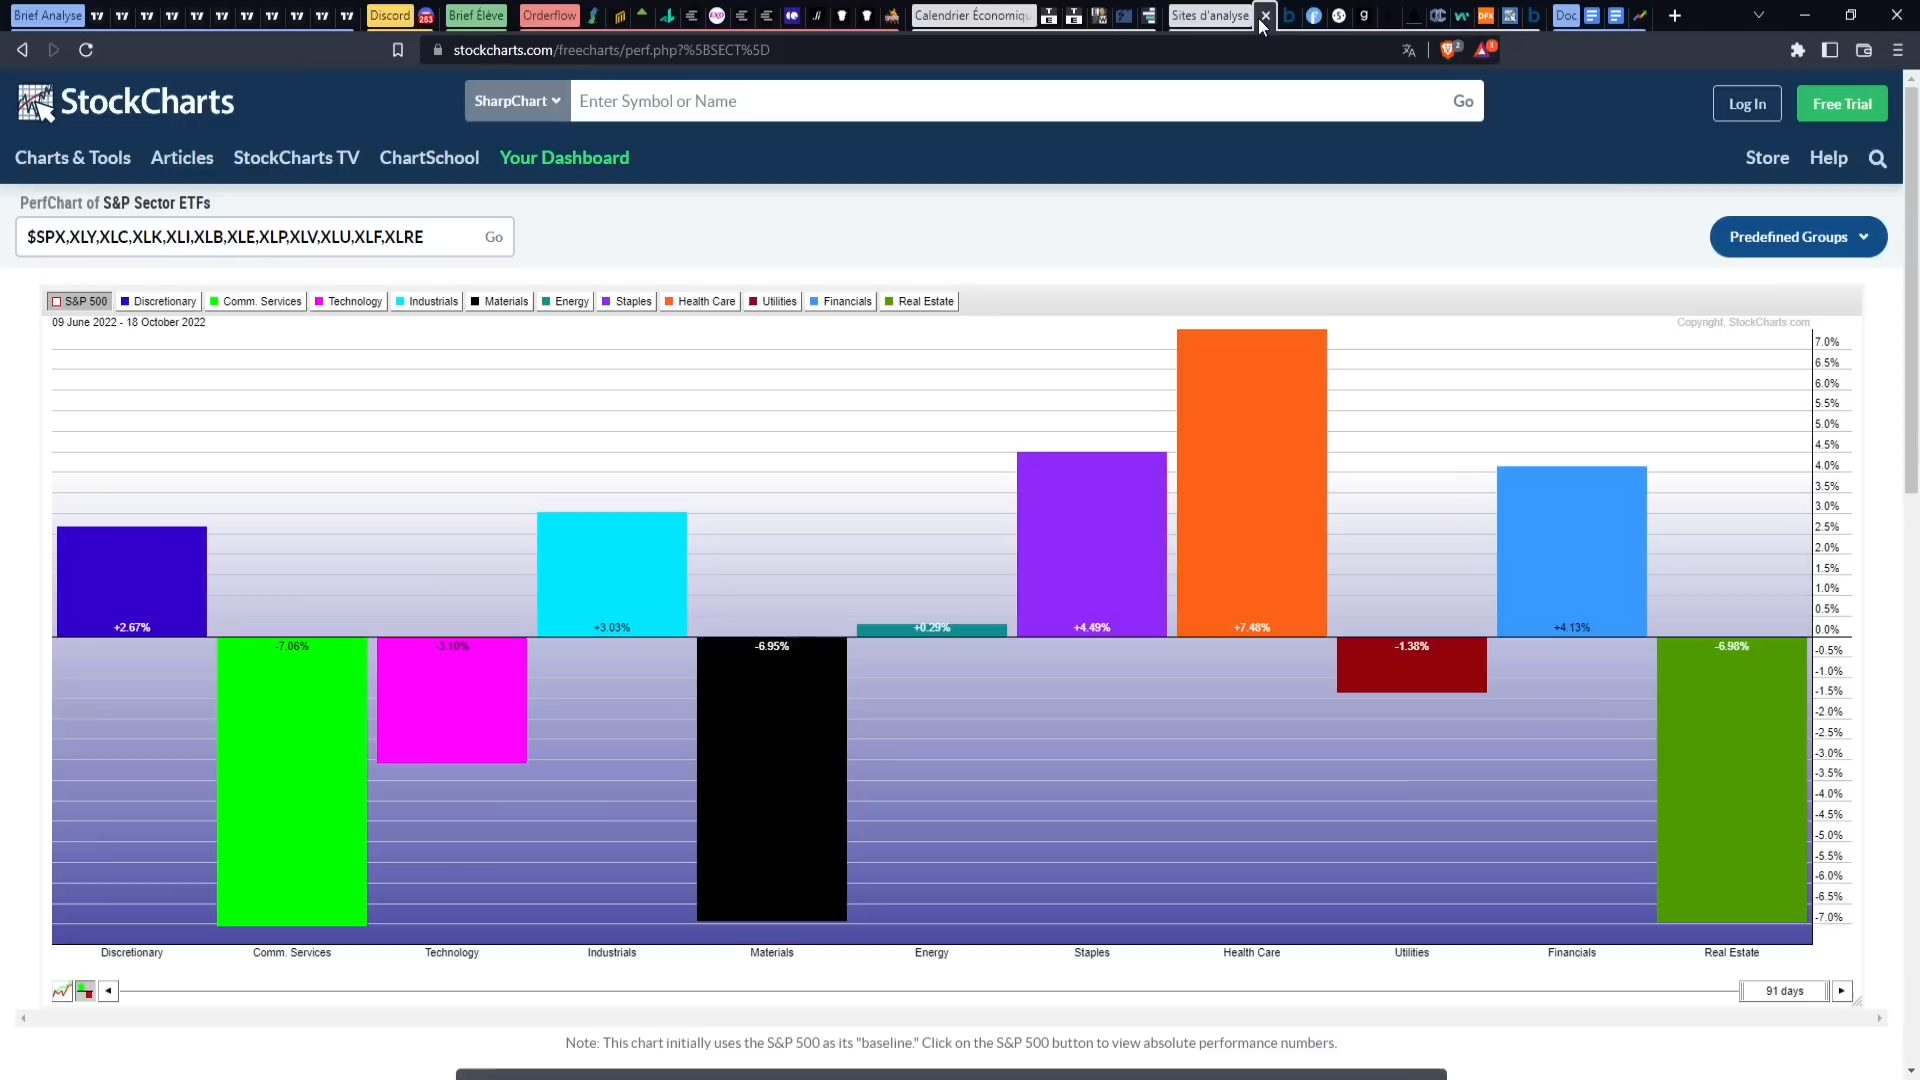 Brief Analyse
Discord
253
Brief Élève
Orderflow
Calendrier Économiqu
Sites d'analyse
Doc
stockcharts.com/freecharts/perf.php?%5BSECT%5D
2
1
StockCharts
SharpChart
Enter Symbol or Name
Go
Log In
Free Trial
Charts & Tools
Articles
StockCharts TV
ChartSchool
Your Dashboard
Store
Help
PerfChart of S&P Sector ETFs
$SPX,XLY,XLC,XLK,XLI,XLB,XLE,XLP,XLV,XLU,XLF,XLRE
Go
Predefined Groups
S&P 500
Discretionary
Comm. Services
Technology
Industrials
Materials
Energy
Staples
Health Care
Utilities
Financials
Real Estate
09 June 2022 - 18 October 2022
Copyright, StockCharts.com
7.0%
6.5%
6.0%
5.5%
5.0%
4.5%
4.0%
3.5%
3.0%
2.5%
2.0%
1.5%
1.0%
0.5%
0.0%
-0.5%
-1.0%
-1.5%
-2.0%
-2.5%
-3.0%
-3.5%
-4.0%
-4.5%
-5.0%
-5.5%
-6.0%
-6.5%
-7.0%
+2.67%
-7.06%
-3.10%
+3.03%
-6.95%
+0.29%
+4.49%
+7.48%
-1.38%
+4.13%
-6.98%
Discretionary
Comm. Services
Technology
Industrials
Materials
Energy
Staples
Health Care
Utilities
Financials
Real Estate
91 days
Note: This chart initially uses the S&P 500 as its "baseline." Click on the S&P 500 button to view absolute performance numbers.